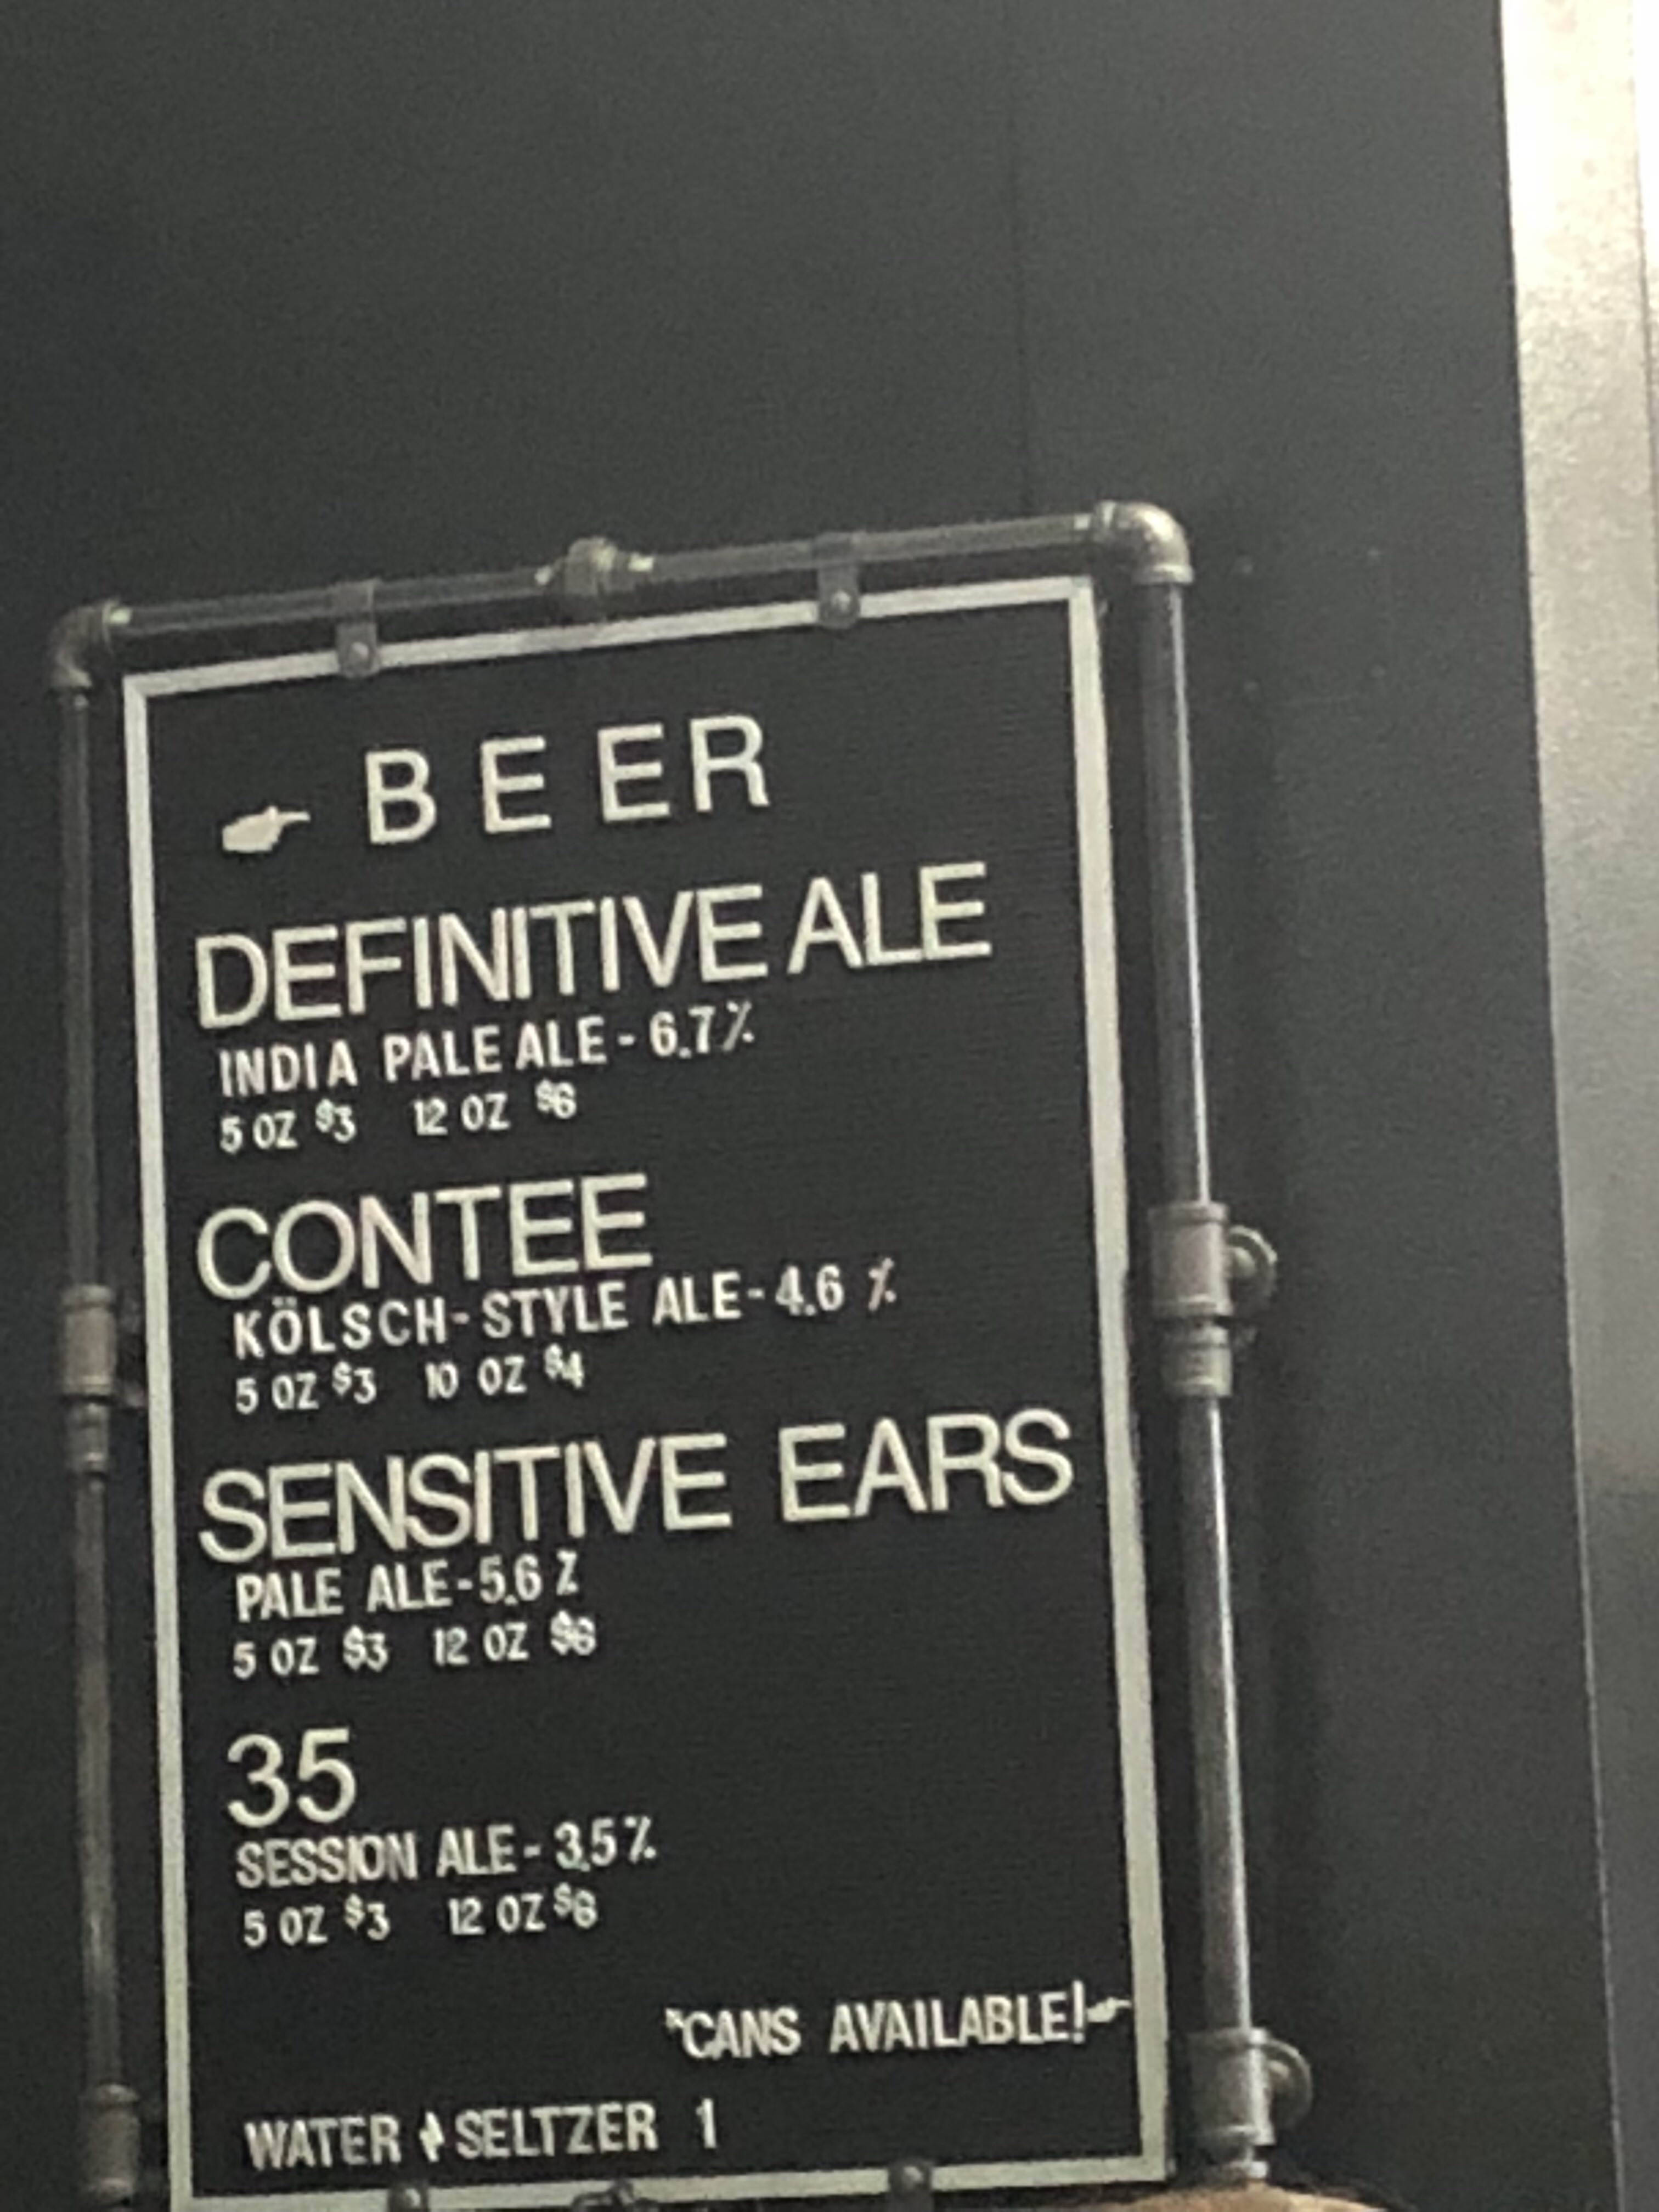 BEER
DEFINITIVE ALE
INDIA PALE ALE - 6.7%
5 OZ $3 12 OZ $6
CONTEE
KÖLSCH-STYLE ALE-4.6 %
5 OZ $3 10 OZ $4
SENSITIVE EARS
PALE ALE-5.6 %
5 OZ $3 12 OZ $6
35
SESSION ALE - 3.5%
5 OZ $3 12 OZ $6
*CANS AVAILABLE!
WATER & SELTZER 1